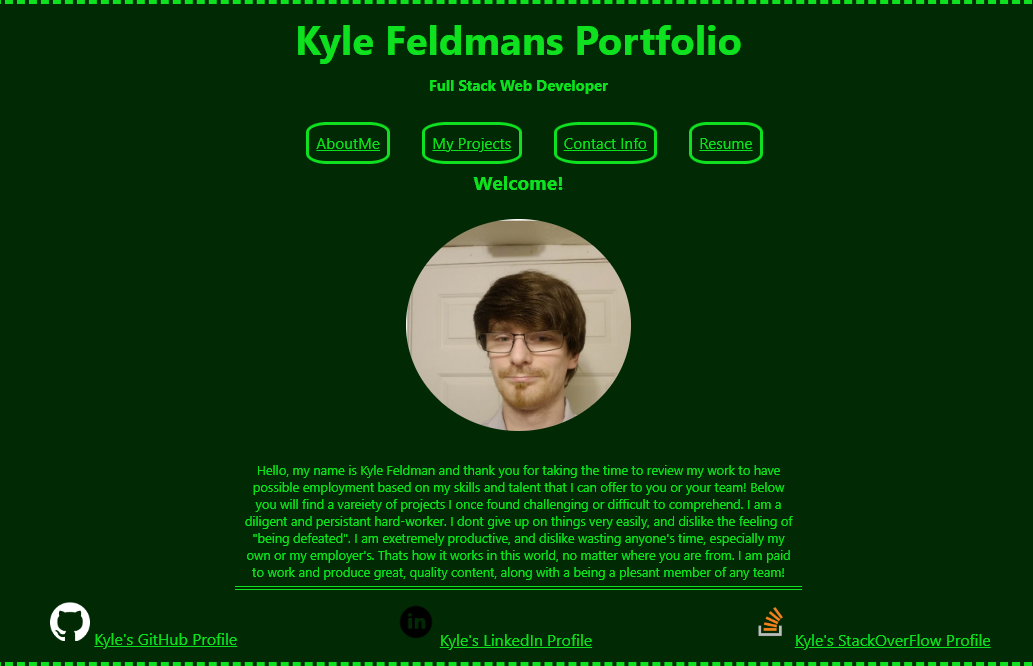 Kyle Feldmans Portfolio
Full Stack Web Developer
AboutMe My Projects Contact Info Resume
Welcome!
Hello, my name is Kyle Feldman and thank you for taking the time to review my work to have
possible employment based on my skills and talent that I can offer to you or your team! Below
you will find a vareiety of projects I once found challenging or difficult to comprehend. I am a
diligent and persistant hard-worker. I dont give up on things very easily, and dislike the feeling of
"being defeated". I am exetremely productive, and dislike wasting anyone's time, especially my
own or my employer's. Thats how it works in this world, no matter where you are from. I am paid
to work and produce great, quality content, along with a being a plesant member of any team!
Kyle's GitHub Profile in Kyle's LinkedIn Profile Kyle's StackOverFlow Profile